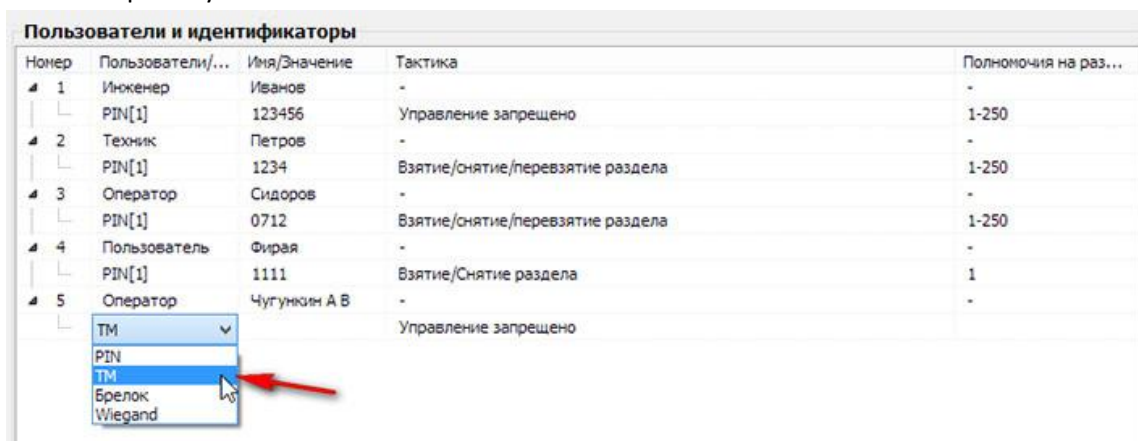 Пользователи и идентификаторы
Номер Пользователи/... Имя/Значение Тактика Полномочия на раз...
1 Инженер Иванов - -
PIN[1] 123456 Управление запрещено 1-250
2 Техник Петров - -
PIN[1] 1234 Взятие/снятие/перевзятие раздела 1-250
3 Оператор Сидоров - -
PIN[1] 0712 Взятие/снятие/перевзятие раздела 1-250
4 Пользователь Фирая - -
PIN[1] 1111 Взятие/Снятие раздела 1
5 Оператор Чугункин А В - -
TM Управление запрещено
PIN
TM
Брелок
Wiegand